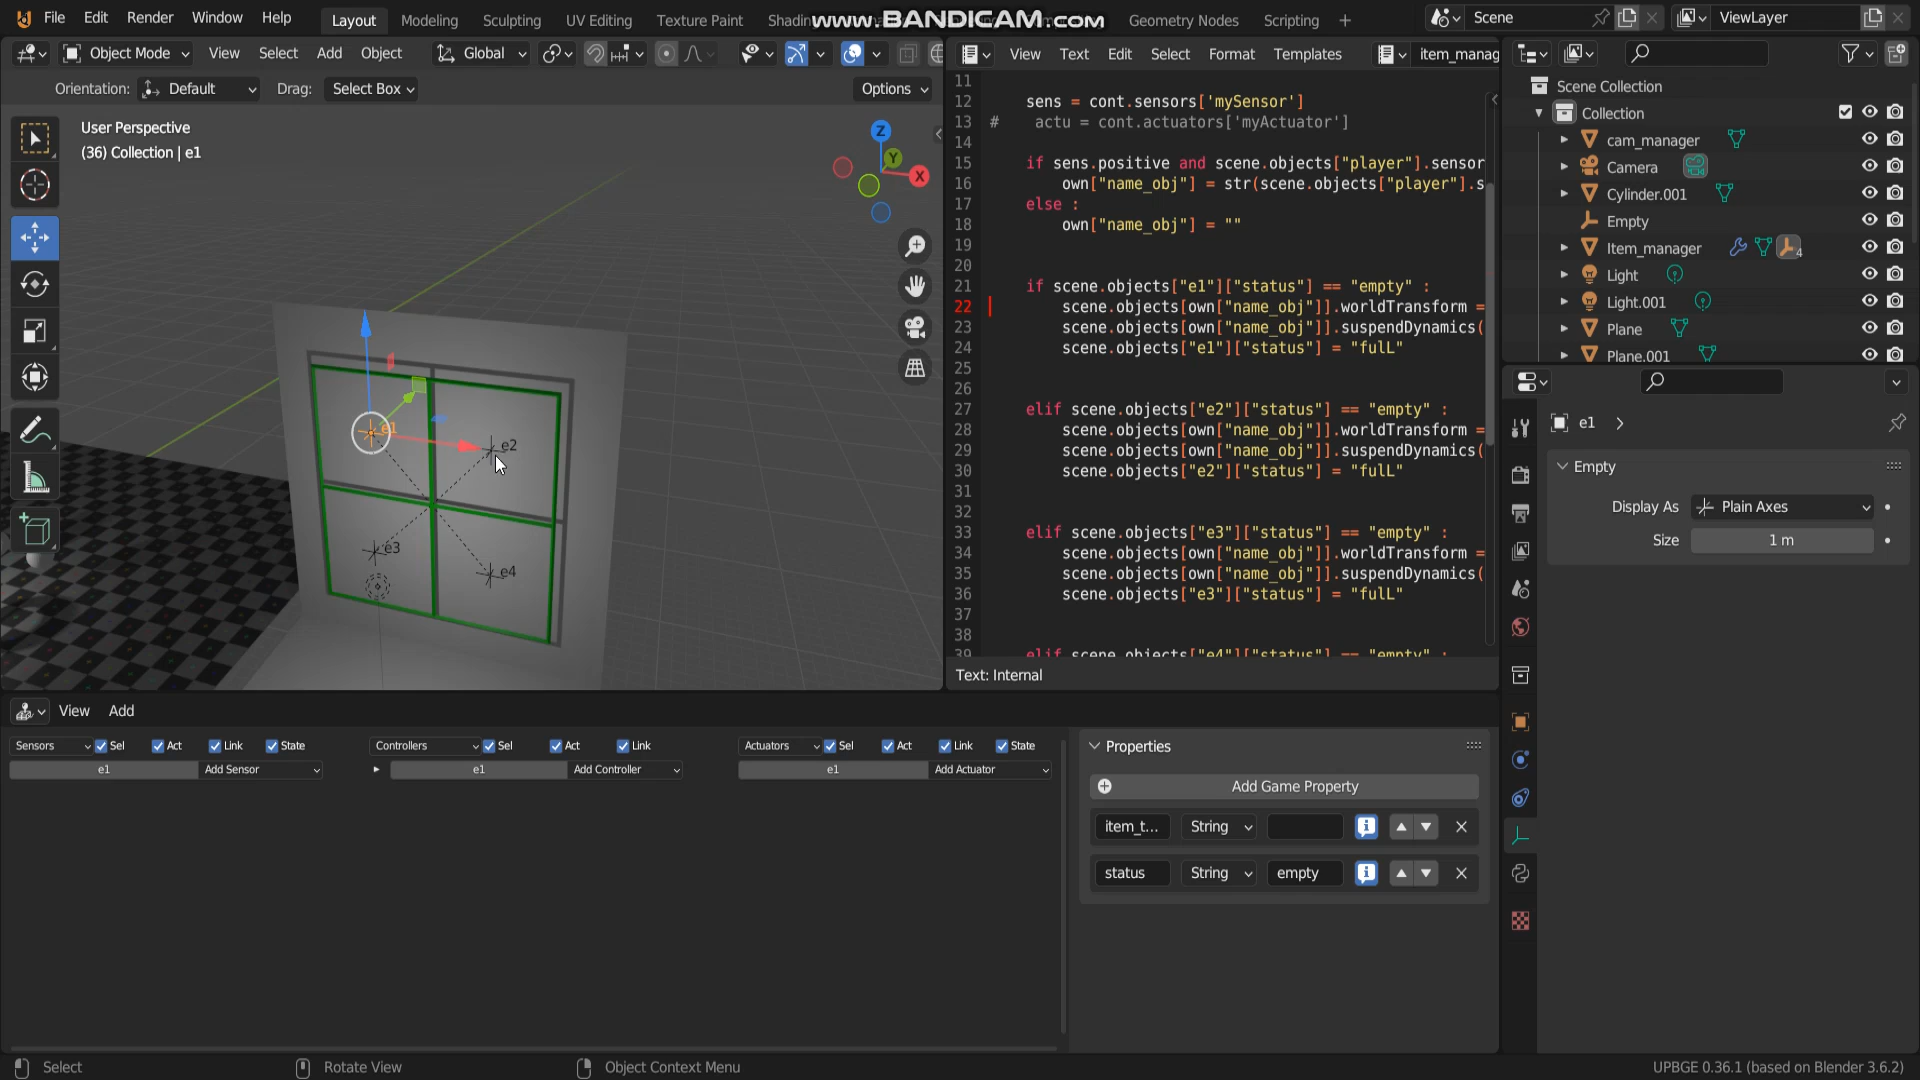 File Edit Render Window Help
Layout Modeling Sculpting UV Editing Texture Paint Shadin
www.BANDICAM.com
Geometry Nodes Scripting
Scene
ViewLayer
Object Mode View Select Add Object
Global
Orientation: Default Drag: Select Box
Options
User Perspective
(36) Collection | e1
Z
Y
X
e1
e2
e3
e4
View Text Edit Select Format Templates
item_manag
11
12 sens = cont.sensors['mySensor']
13 # actu = cont.actuators['myActuator']
14
15 if sens.positive and scene.objects["player"].sensor
16 own["name_obj"] = str(scene.objects["player"].s
17 else :
18 own["name_obj"] = ""
19
20
21 if scene.objects["e1"]["status"] == "empty" :
22 scene.objects[own["name_obj"]].worldTransform =
23 scene.objects[own["name_obj"]].suspendDynamics(
24 scene.objects["e1"]["status"] = "fulL"
25
26
27 elif scene.objects["e2"]["status"] == "empty" :
28 scene.objects[own["name_obj"]].worldTransform =
29 scene.objects[own["name_obj"]].suspendDynamics(
30 scene.objects["e2"]["status"] = "fulL"
31
32
33 elif scene.objects["e3"]["status"] == "empty" :
34 scene.objects[own["name_obj"]].worldTransform =
35 scene.objects[own["name_obj"]].suspendDynamics(
36 scene.objects["e3"]["status"] = "fulL"
37
38
39 elif scene.objects["e4"]["status"] == "empty" :
Text: Internal
Scene Collection
Collection
cam_manager
Camera
Cylinder.001
Empty
Item_manager
4
Light
Light.001
Plane
Plane.001
e1
Empty
Display As Plain Axes
Size 1 m
View Add
Sensors Sel Act Link State
Controllers Sel Act Link
Actuators Sel Act Link State
e1 Add Sensor
e1 Add Controller
e1 Add Actuator
Properties
Add Game Property
item_t... String
status String empty
Select
Rotate View
Object Context Menu
UPBGE 0.36.1 (based on Blender 3.6.2)